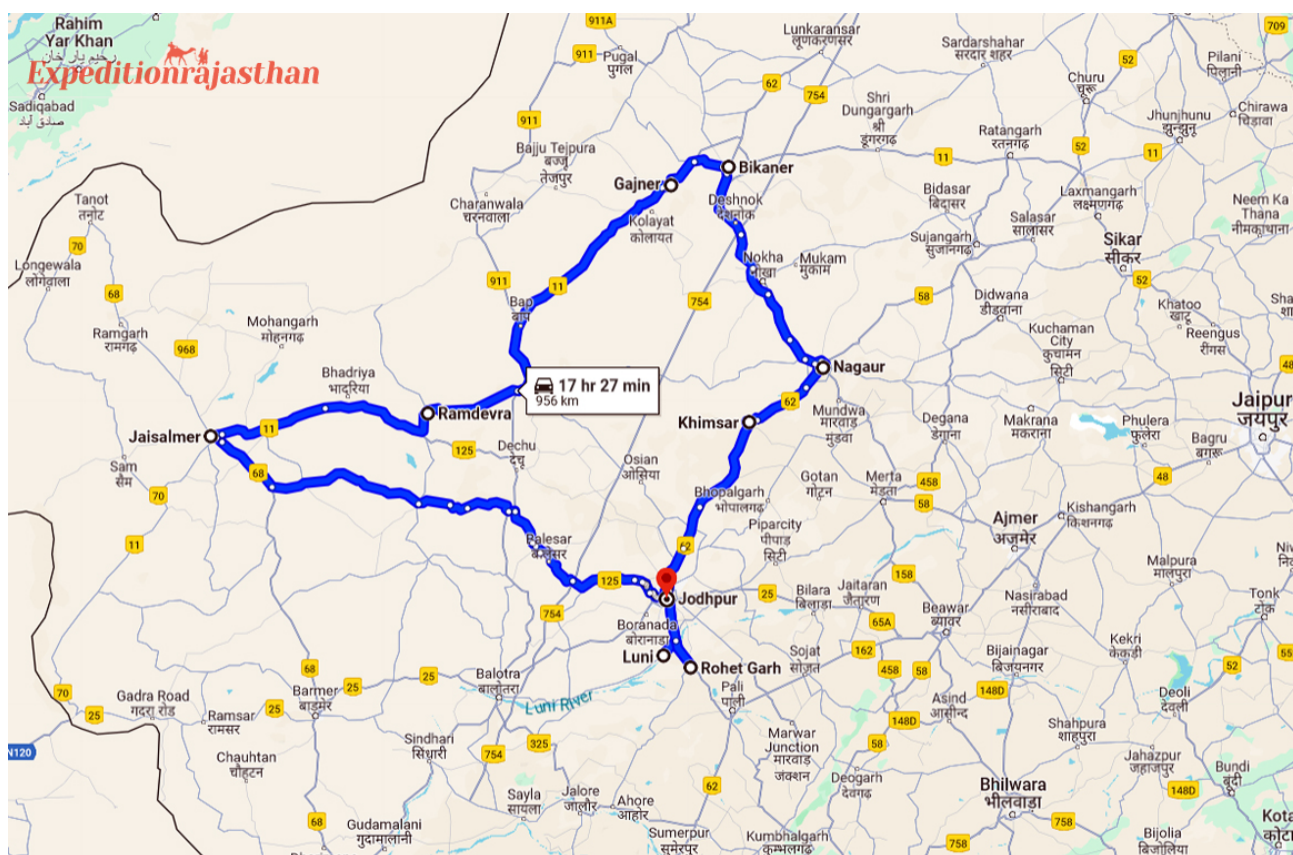 Rahim
Yar Khan
رحیم یار خان
Expeditionrajasthan
Sadiqabad
صادق آباد
911A
911
Pugal
पुगल
Lunkaransar
लूणकरणसर
Sardarshahar
सरदार शहर
709
Pilani
पिलानी
62
754
52
Churu
चूरू
Shri
Dungargarh
श्री
डूंगरगढ़
Jhunjhunu
झुन्झुनू
Chirawa
चिड़ावा
911
Bajju Tejpura
बज्जू
तेजपुर
Ratangarh
रतनगढ़
52
11
Bikaner
11
Gajner
Deshnok
देशनोक
Bidasar
बिदासर
Laxmangarh
लक्ष्मणगढ़
Neem Ka
Thana
नीमकाथाना
Tanot
तनोट
Charanwala
चरनवाला
Kolayat
कोलायत
Salasar
सालासर
Sujangarh
सुजानगढ़
Sikar
सीकर
70
Nokha
नोखा
Mukam
मुकाम
Longewala
लोंगेवाला
911
11
52
68
754
58
Didwana
डीडवाना
Khatoo
खाटू
Bap
बाप
Ramgarh
रामगढ़
Mohangarh
मोहनगढ़
Kuchaman
City
कुचामन
सिटी
Reengus
रींगस
968
Bhadriya
भादरिया
Nagaur
48
17 hr 27 min
956 km
62
Ramdevra
Khimsar
Mundwa
मारवाड़
मुंडवा
Degana
डेगाना
Makrana
मकराना
Phulera
फुलेरा
Jaipur
जयपुर
11
Jaisalmer
125
Dechu
देचू
Bagru
बगरू
68
Sam
सैम
Osian
ओसिया
Gotan
गोटन
Merta
मेड़ता
458
48
70
Bhopalgarh
भोपालगढ़
58
Kishangarh
किशनगढ़
Piparcity
पीपाड़
सिटी
Ajmer
अजमेर
11
Balesar
बालेसर
62
Malpura
मालपुरा
158
125
Jodhpur
25
Bilara
बिलाड़ा
Jaitaran
जैतारण
Nasirabad
नसीराबाद
Tonk
टोंक
754
Boranada
बोरानाडा
65A
Beawar
ब्यावर
Luni
Rohet Garh
Sojat
सोजत
162
458
58
Bijainagar
बिजयनगर
Kekri
केकड़ी
52
68
25
25
Balotra
बालोतरा
Pali
पाली
70
Gadra Road
गदरा रोड
Barmer
बाड़मेर
Luni River
148D
Deoli
देवली
25
Ramsar
रामसर
Asind
आसीन्द
148D
Shahpura
शाहपुरा
N120
Chauhtan
चौहटन
Sindhari
सिंधारी
754
325
Marwar
Junction
मारवाड़
जंक्शन
58
Jahazpur
जहाजपुर
Bundi
बूंदी
Deogarh
देवगढ़
62
Bhilwara
भीलवाड़ा
148D
Sayla
सायला
Jalore
जालौर
Ahore
आहोर
68
Gudamalani
गुदामालानी
Sumerpur
सुमेरपुर
Kumbhalgarh
कुम्भलगढ़
758
758
Bijolia
बिजोलिया